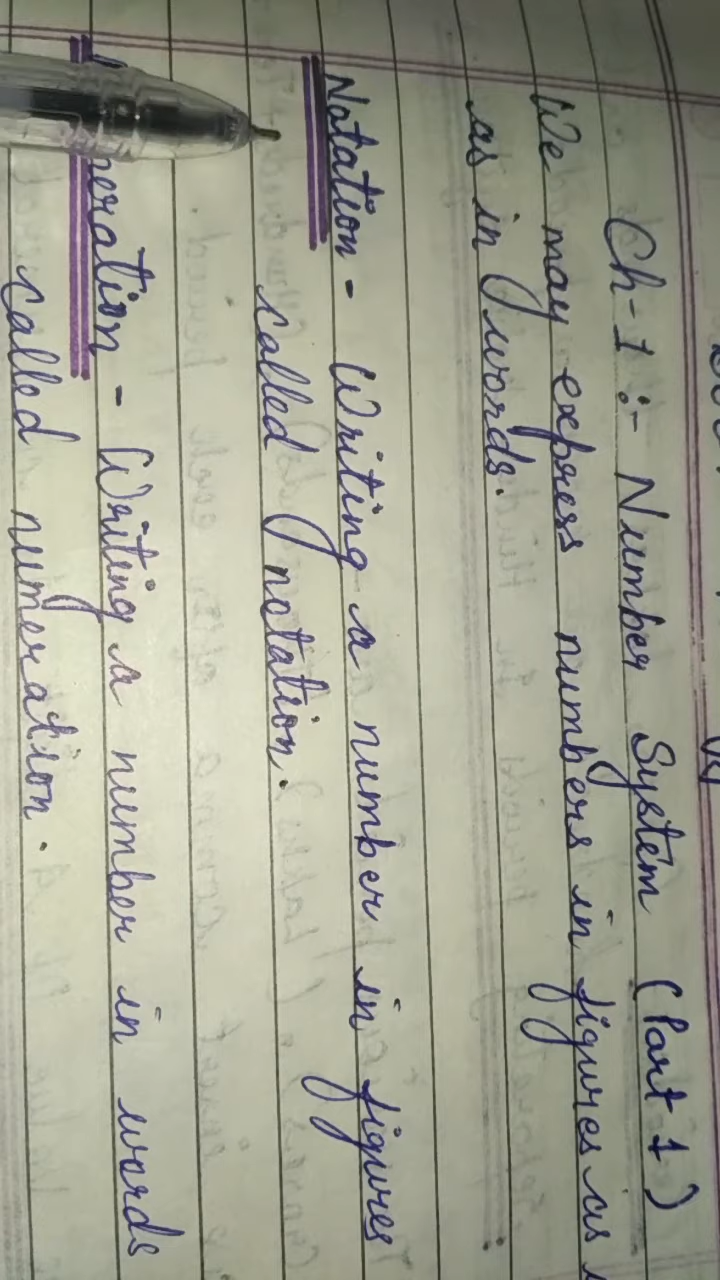 Ch-1 :- Number System (Part 1)
We may express numbers in figures as
as in words.
Notation - Writing a number in figures
called notation.
neration - Writing a number in words
called numeration.